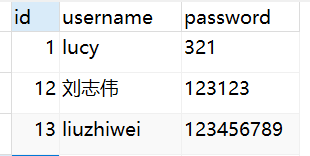 id username password
1 lucy 321
12 刘志伟 123123
13 liuzhiwei 123456789